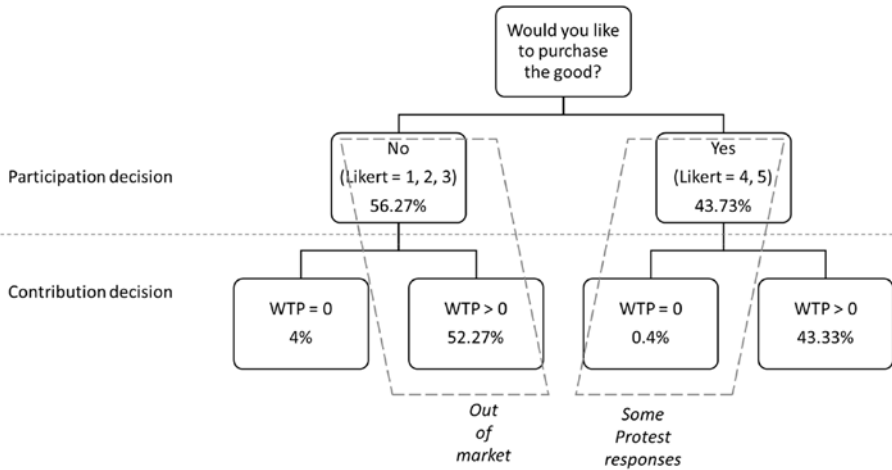 Would you like
to purchase
the good?
Participation decision
No
(Likert = 1, 2, 3)
56.27%
Yes
(Likert = 4, 5)
43.73%
Contribution decision
WTP = 0
4%
WTP > 0
52.27%
WTP = 0
0.4%
WTP > 0
43.33%
Out
of
market
Some
Protest
responses